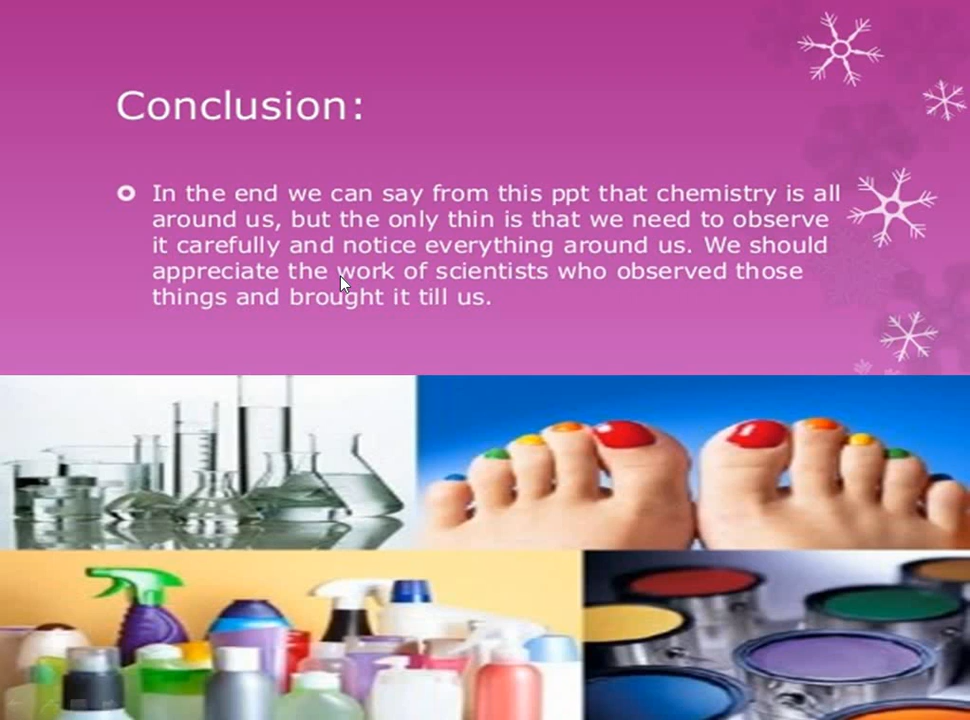 Conclusion:
In the end we can say from this ppt that chemistry is all
around us, but the only thin is that we need to observe
it carefully and notice everything around us. We should
appreciate the work of scientists who observed those
things and brought it till us.